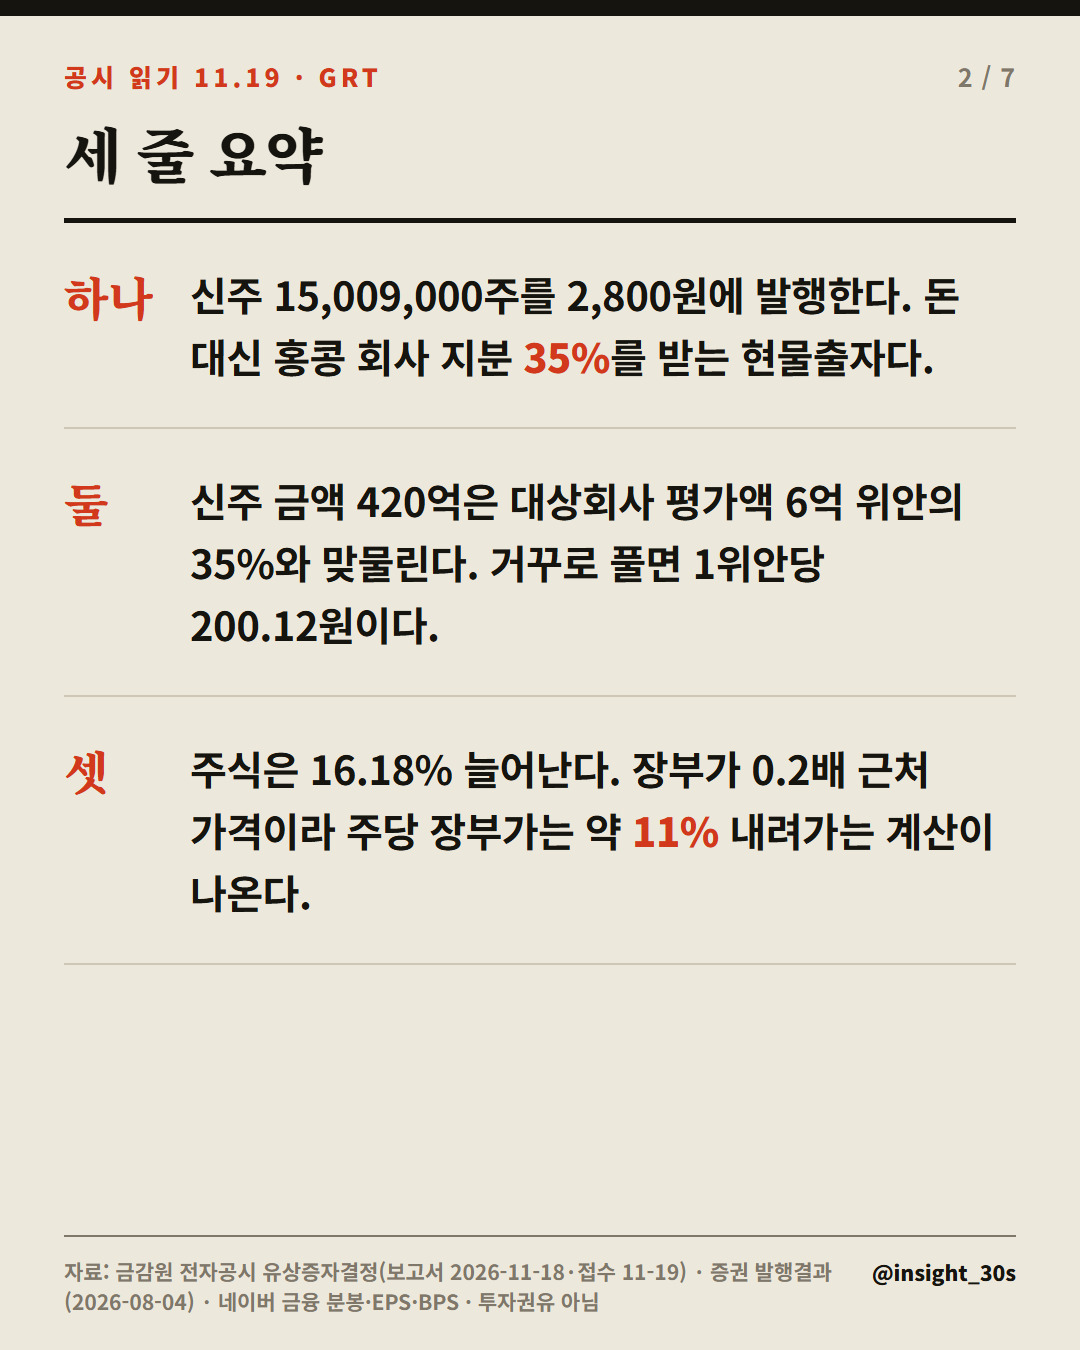 공시 읽기 11.19 · GRT
2 / 7
세 줄 요약
하나
신주 15,009,000주를 2,800원에 발행한다. 돈
대신 홍콩 회사 지분 35%를 받는 현물출자다.
둘
신주 금액 420억은 대상회사 평가액 6억 위안의
35%와 맞물린다. 거꾸로 풀면 1위안당
200.12원이다.
셋
주식은 16.18% 늘어난다. 장부가 0.2배 근처
가격이라 주당 장부가는 약 11% 내려가는 계산이
나온다.
자료: 금감원 전자공시 유상증자결정(보고서 2026-11-18·접수 11-19) · 증권 발행결과
(2026-08-04) · 네이버 금융 분봉·EPS·BPS · 투자권유 아님
@insight_30s